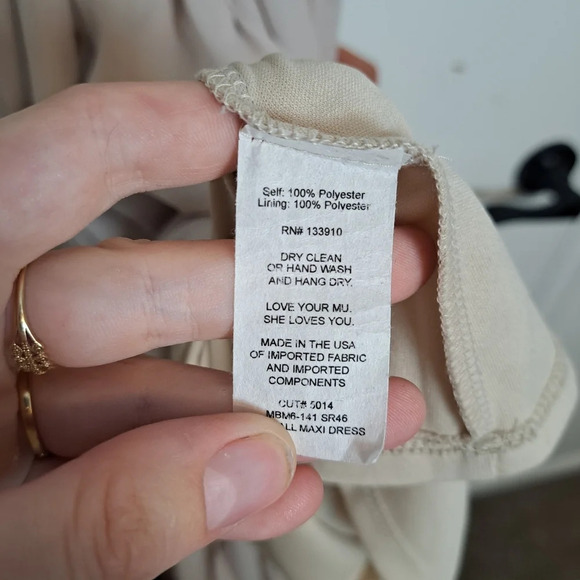 Self: 100% Polyester
Lining: 100% Polyester
RN# 133910
DRY CLEAN
OR HAND WASH
AND HANG DRY.
LOVE YOUR MU.
SHE LOVES YOU.
MADE IN THE USA
OF IMPORTED FABRIC
AND IMPORTED
COMPONENTS
CUT# 5014
MBM6-141 SR46
MAXI DRESS